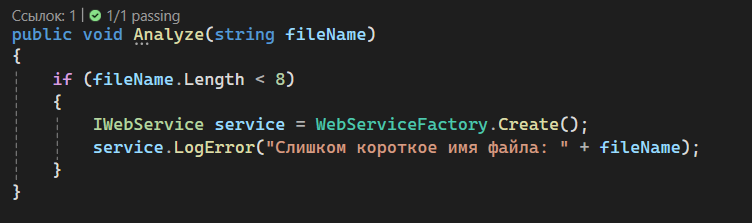 Ссылок: 1 | 1/1 passing
public void Analyze(string fileName)
{
    if (fileName.Length < 8)
    {
        IWebService service = WebServiceFactory.Create();
        service.LogError("Слишком короткое имя файла: " + fileName);
    }
}